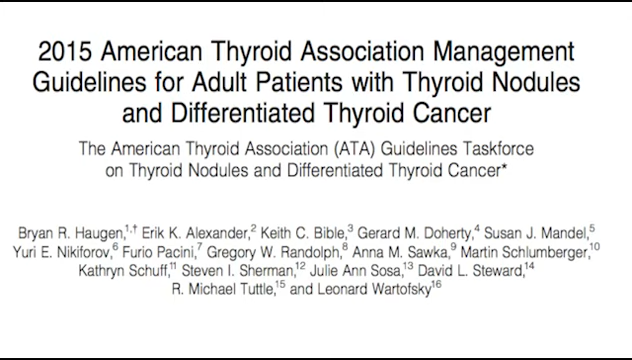 2015 American Thyroid Association Management
Guidelines for Adult Patients with Thyroid Nodules
and Differentiated Thyroid Cancer
The American Thyroid Association (ATA) Guidelines Taskforce
on Thyroid Nodules and Differentiated Thyroid Cancer*
Bryan R. Haugen,1,† Erik K. Alexander,2 Keith C. Bible,3 Gerard M. Doherty,4 Susan J. Mandel,5
Yuri E. Nikiforov,6 Furio Pacini,7 Gregory W. Randolph,8 Anna M. Sawka,9 Martin Schlumberger,10
Kathryn Schuff,11 Steven I. Sherman,12 Julie Ann Sosa,13 David L. Steward,14
R. Michael Tuttle,15 and Leonard Wartofsky16